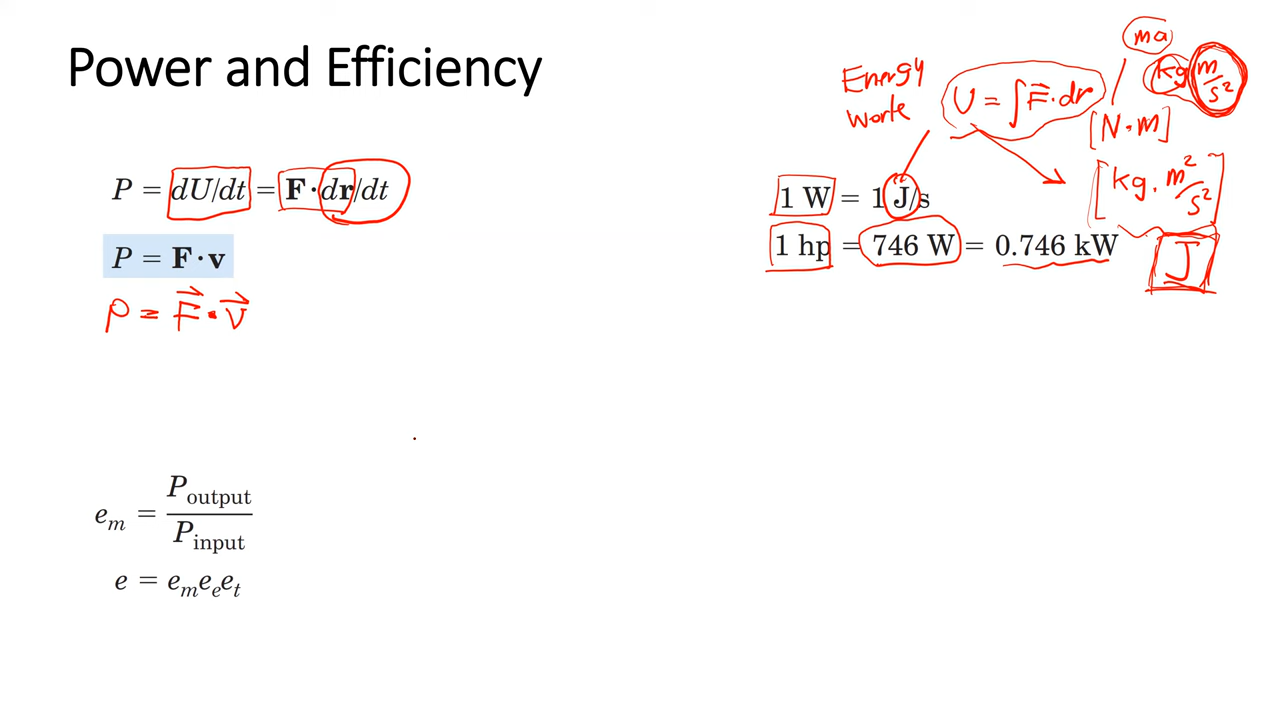 Power and Efficiency
P = dU/dt = F · dr/dt
P = F · v
P = F · V
e_m = P_output / P_input
e = e_m e_e e_t
Energy
work
U = ∫ F · dr
ma
kg m/s²
[N · m]
[kg · m²/s²]
J
1 W = 1 J/s
1 hp = 746 W = 0.746 kW